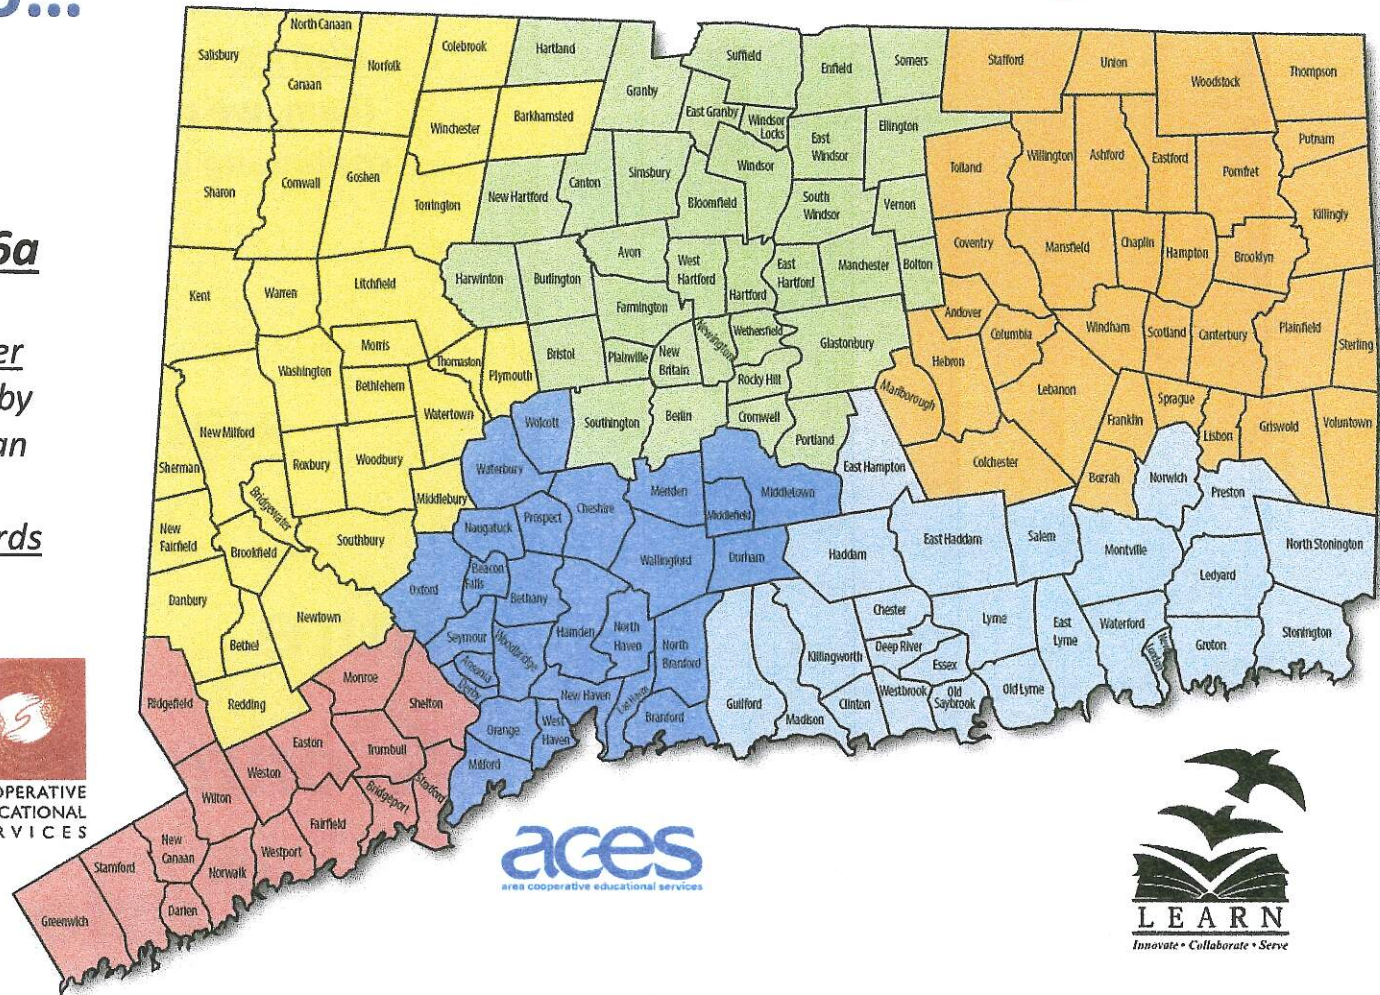 6a
er
by
an
rds
OPERATIVE
CATIONAL
RVICES
North Canaan
Salisbury
Canaan
Norfolk
Colebrook
Hartland
Granby
Suffield
Enfield
Somers
Stafford
Union
Woodstock
Thompson
Winchester
Barkhamsted
East Granby
Windsor
Locks
East
Windsor
Ellington
Tolland
Willington
Ashford
Eastford
Pomfret
Putnam
Sharon
Cornwall
Goshen
Torrington
New Hartford
Canton
Simsbury
Bloomfield
Windsor
South
Windsor
Vernon
Killingly
Kent
Warren
Litchfield
Harwinton
Burlington
Avon
West
Hartford
Hartford
East
Hartford
Manchester
Bolton
Coventry
Mansfield
Chaplin
Hampton
Brooklyn
Farmington
Newington
Wethersfield
Glastonbury
Andover
Columbia
Windham
Scotland
Canterbury
Plainfield
Sterling
Washington
Morris
Bethlehem
Thomaston
Plymouth
Bristol
Plainville
New
Britain
Rocky Hill
Hebron
Marlborough
Lebanon
New Milford
Watertown
Wolcott
Southington
Berlin
Cromwell
Portland
East Hampton
Colchester
Franklin
Sprague
Lisbon
Griswold
Voluntown
Sherman
Roxbury
Woodbury
Bridgewater
Middlebury
Waterbury
Cheshire
Meriden
Middletown
Middlefield
Bozrah
Norwich
Preston
New
Fairfield
Brookfield
Southbury
Naugatuck
Prospect
Wallingford
Durham
Haddam
East Haddam
Salem
Montville
Ledyard
North Stonington
Danbury
Bethel
Newtown
Oxford
Beacon
Falls
Bethany
Hamden
North
Haven
North
Branford
Guilford
Madison
Killingworth
Chester
Deep River
Essex
Lyme
East
Lyme
Waterford
New
London
Groton
Stonington
Ridgefield
Redding
Monroe
Shelton
Seymour
Ansonia
Derby
Woodbridge
Orange
West
Haven
New Haven
East Haven
Branford
Clinton
Westbrook
Old
Saybrook
Old Lyme
Milford
Wilton
Weston
Easton
Trumbull
Bridgeport
Stratford
Fairfield
Westport
Norwalk
New
Canaan
Darien
Stamford
Greenwich
aces
area cooperative educational services
LEARN
Innovate • Collaborate • Serve